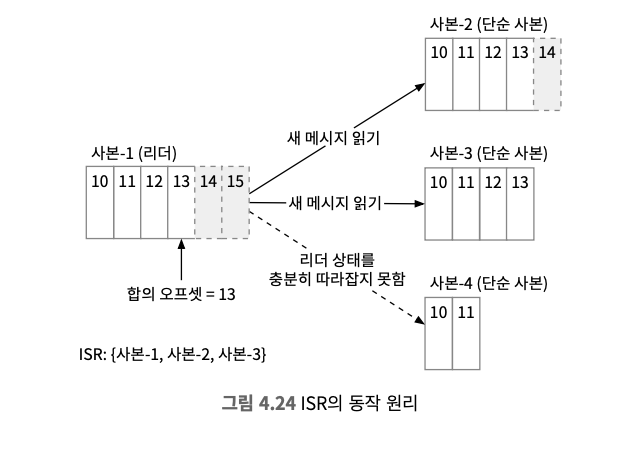 사본-2 (단순 사본)
10 11 12 13 14
새 메시지 읽기
사본-1 (리더)
10 11 12 13 14 15
사본-3 (단순 사본)
10 11 12 13
새 메시지 읽기
리더 상태를
충분히 따라잡지 못함
합의 오프셋 = 13
사본-4 (단순 사본)
10 11
ISR: {사본-1, 사본-2, 사본-3}
그림 4.24 ISR의 동작 원리